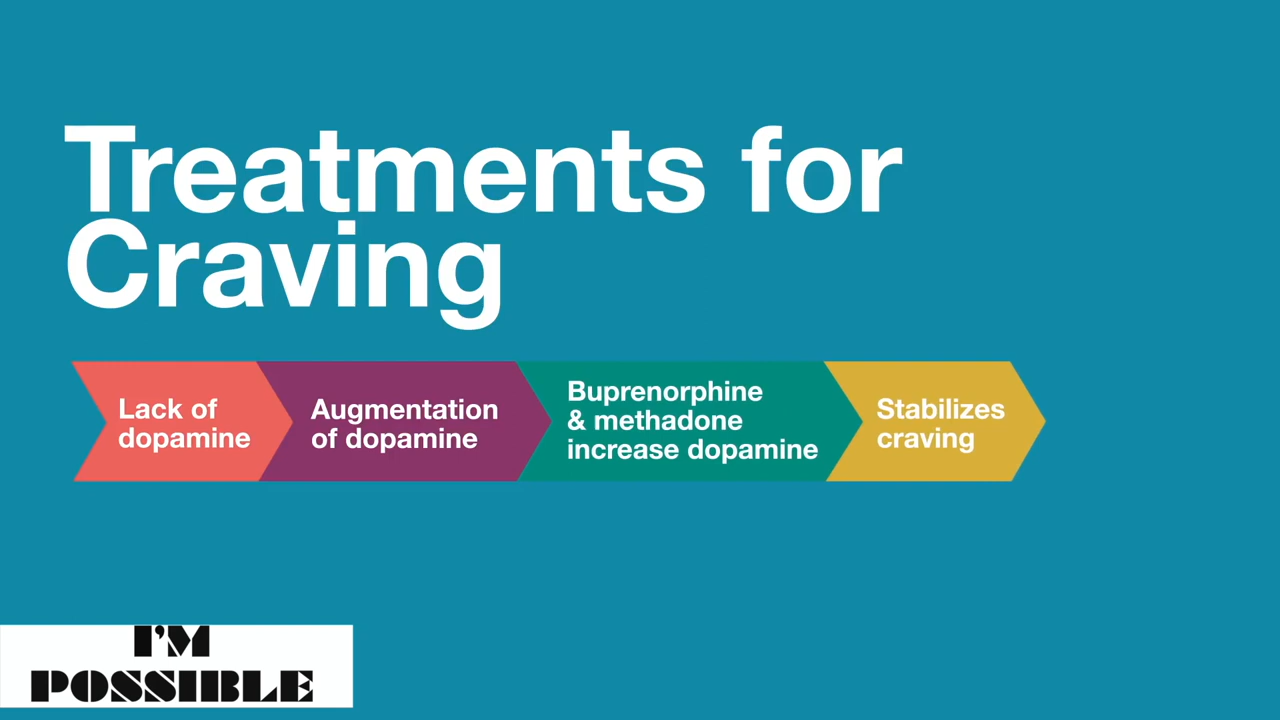 Treatments for
Craving
Lack of
dopamine
Augmentation
of dopamine
Buprenorphine
& methadone
increase dopamine
Stabilizes
craving
I'M
POSSIBLE